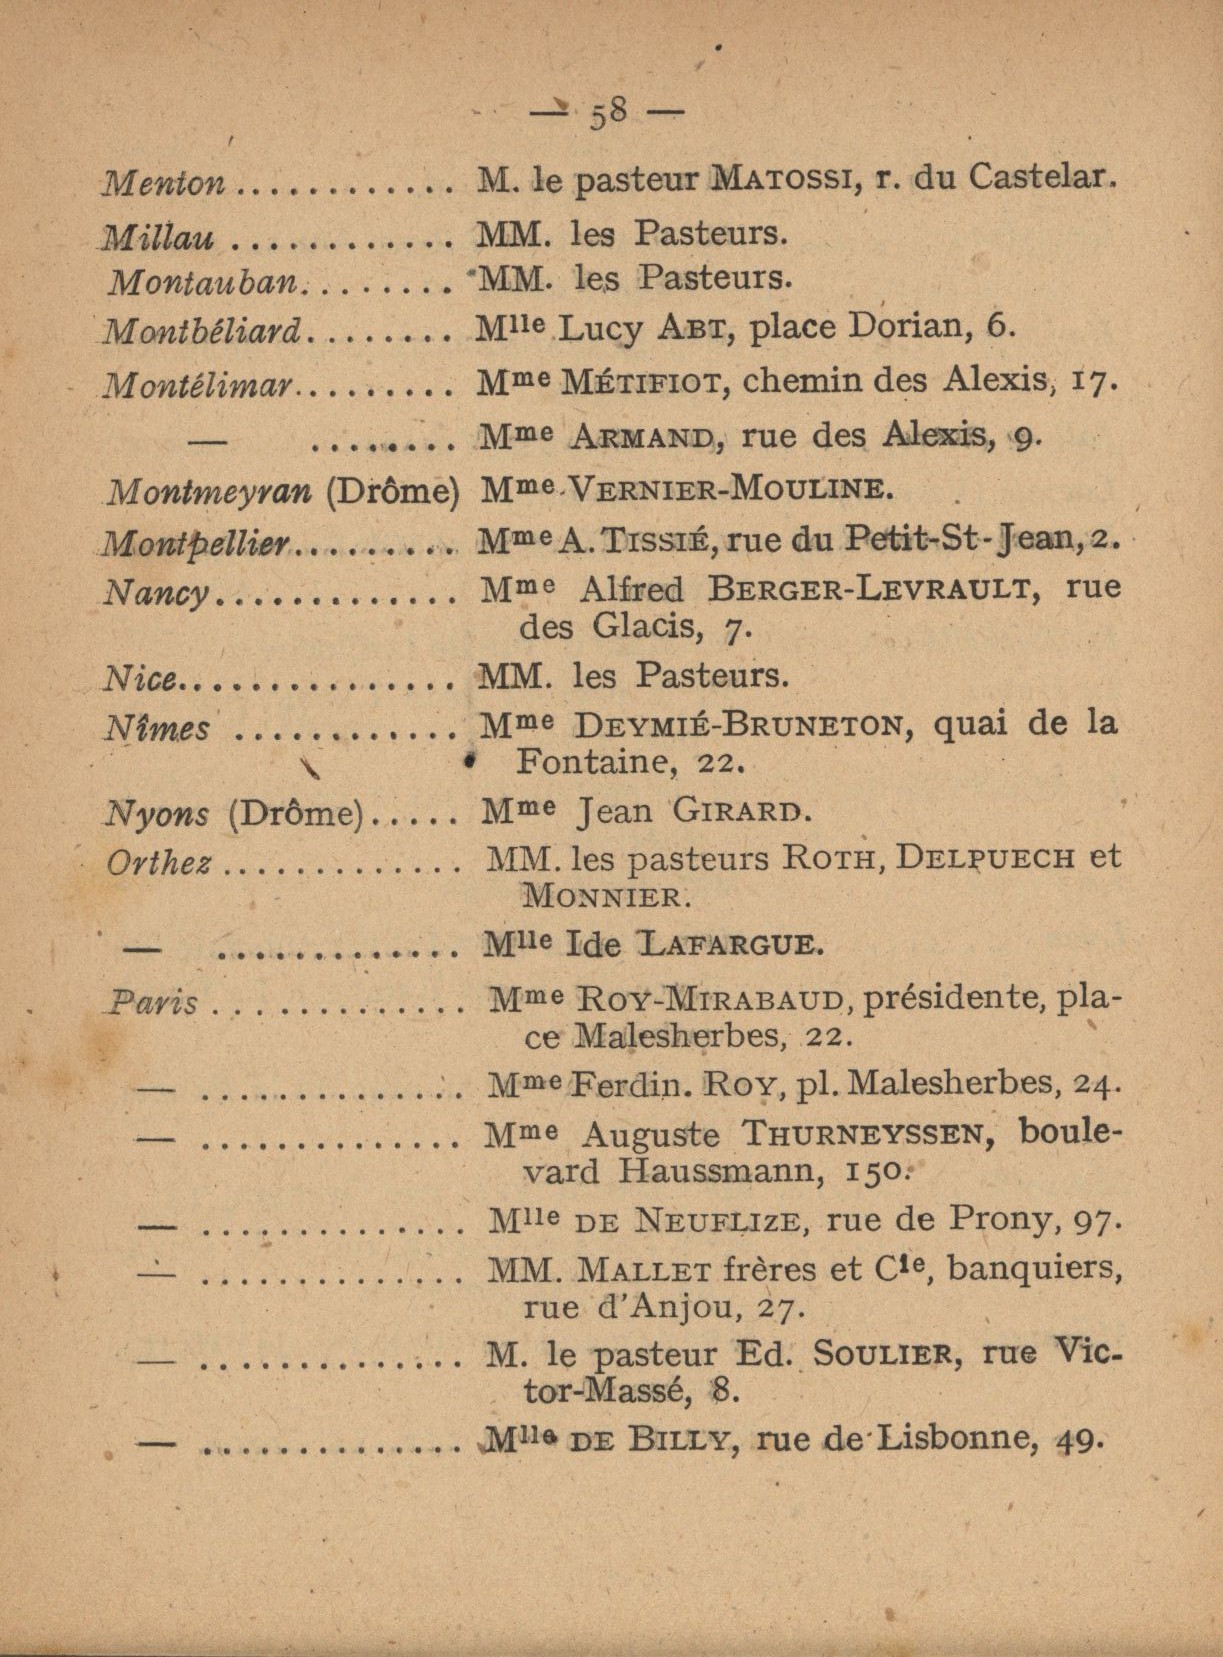 — 58 —
Menton ............ M. le pasteur MATOSSI, r. du Castelar.
Millau ............ MM. les Pasteurs.
Montauban......... MM. les Pasteurs.
Montbéliard........ Mlle Lucy ABT, place Dorian, 6.
Montélimar......... Mme MÉTIFIOT, chemin des Alexis, 17.
— ........ Mme ARMAND, rue des Alexis, 9.
Montmeyran (Drôme) Mme VERNIER-MOULINE.
Montpellier......... Mme A. TISSIÉ, rue du Petit-St-Jean, 2.
Nancy............. Mme Alfred BERGER-LEVRAULT, rue
des Glacis, 7.
Nice............... MM. les Pasteurs.
Nîmes ............ Mme DEYMIÉ-BRUNETON, quai de la
Fontaine, 22.
Nyons (Drôme)..... Mme Jean GIRARD.
Orthez ............. MM. les pasteurs ROTH, DELPUECH et
MONNIER.
— ............. Mlle Ide LAFARGUE.
Paris ............. Mme ROY-MIRABAUD, présidente, pla-
ce Malesherbes, 22.
— .............. Mme Ferdin. ROY, pl. Malesherbes, 24.
— .............. Mme Auguste THURNEYSSEN, boule-
vard Haussmann, 150.
— .............. Mlle DE NEUFLIZE, rue de Prony, 97.
— .............. MM. MALLET frères et Cie, banquiers,
rue d'Anjou, 27.
— .............. M. le pasteur Ed. SOULIER, rue Vic-
tor-Massé, 8.
— .............. Mlle DE BILLY, rue de Lisbonne, 49.